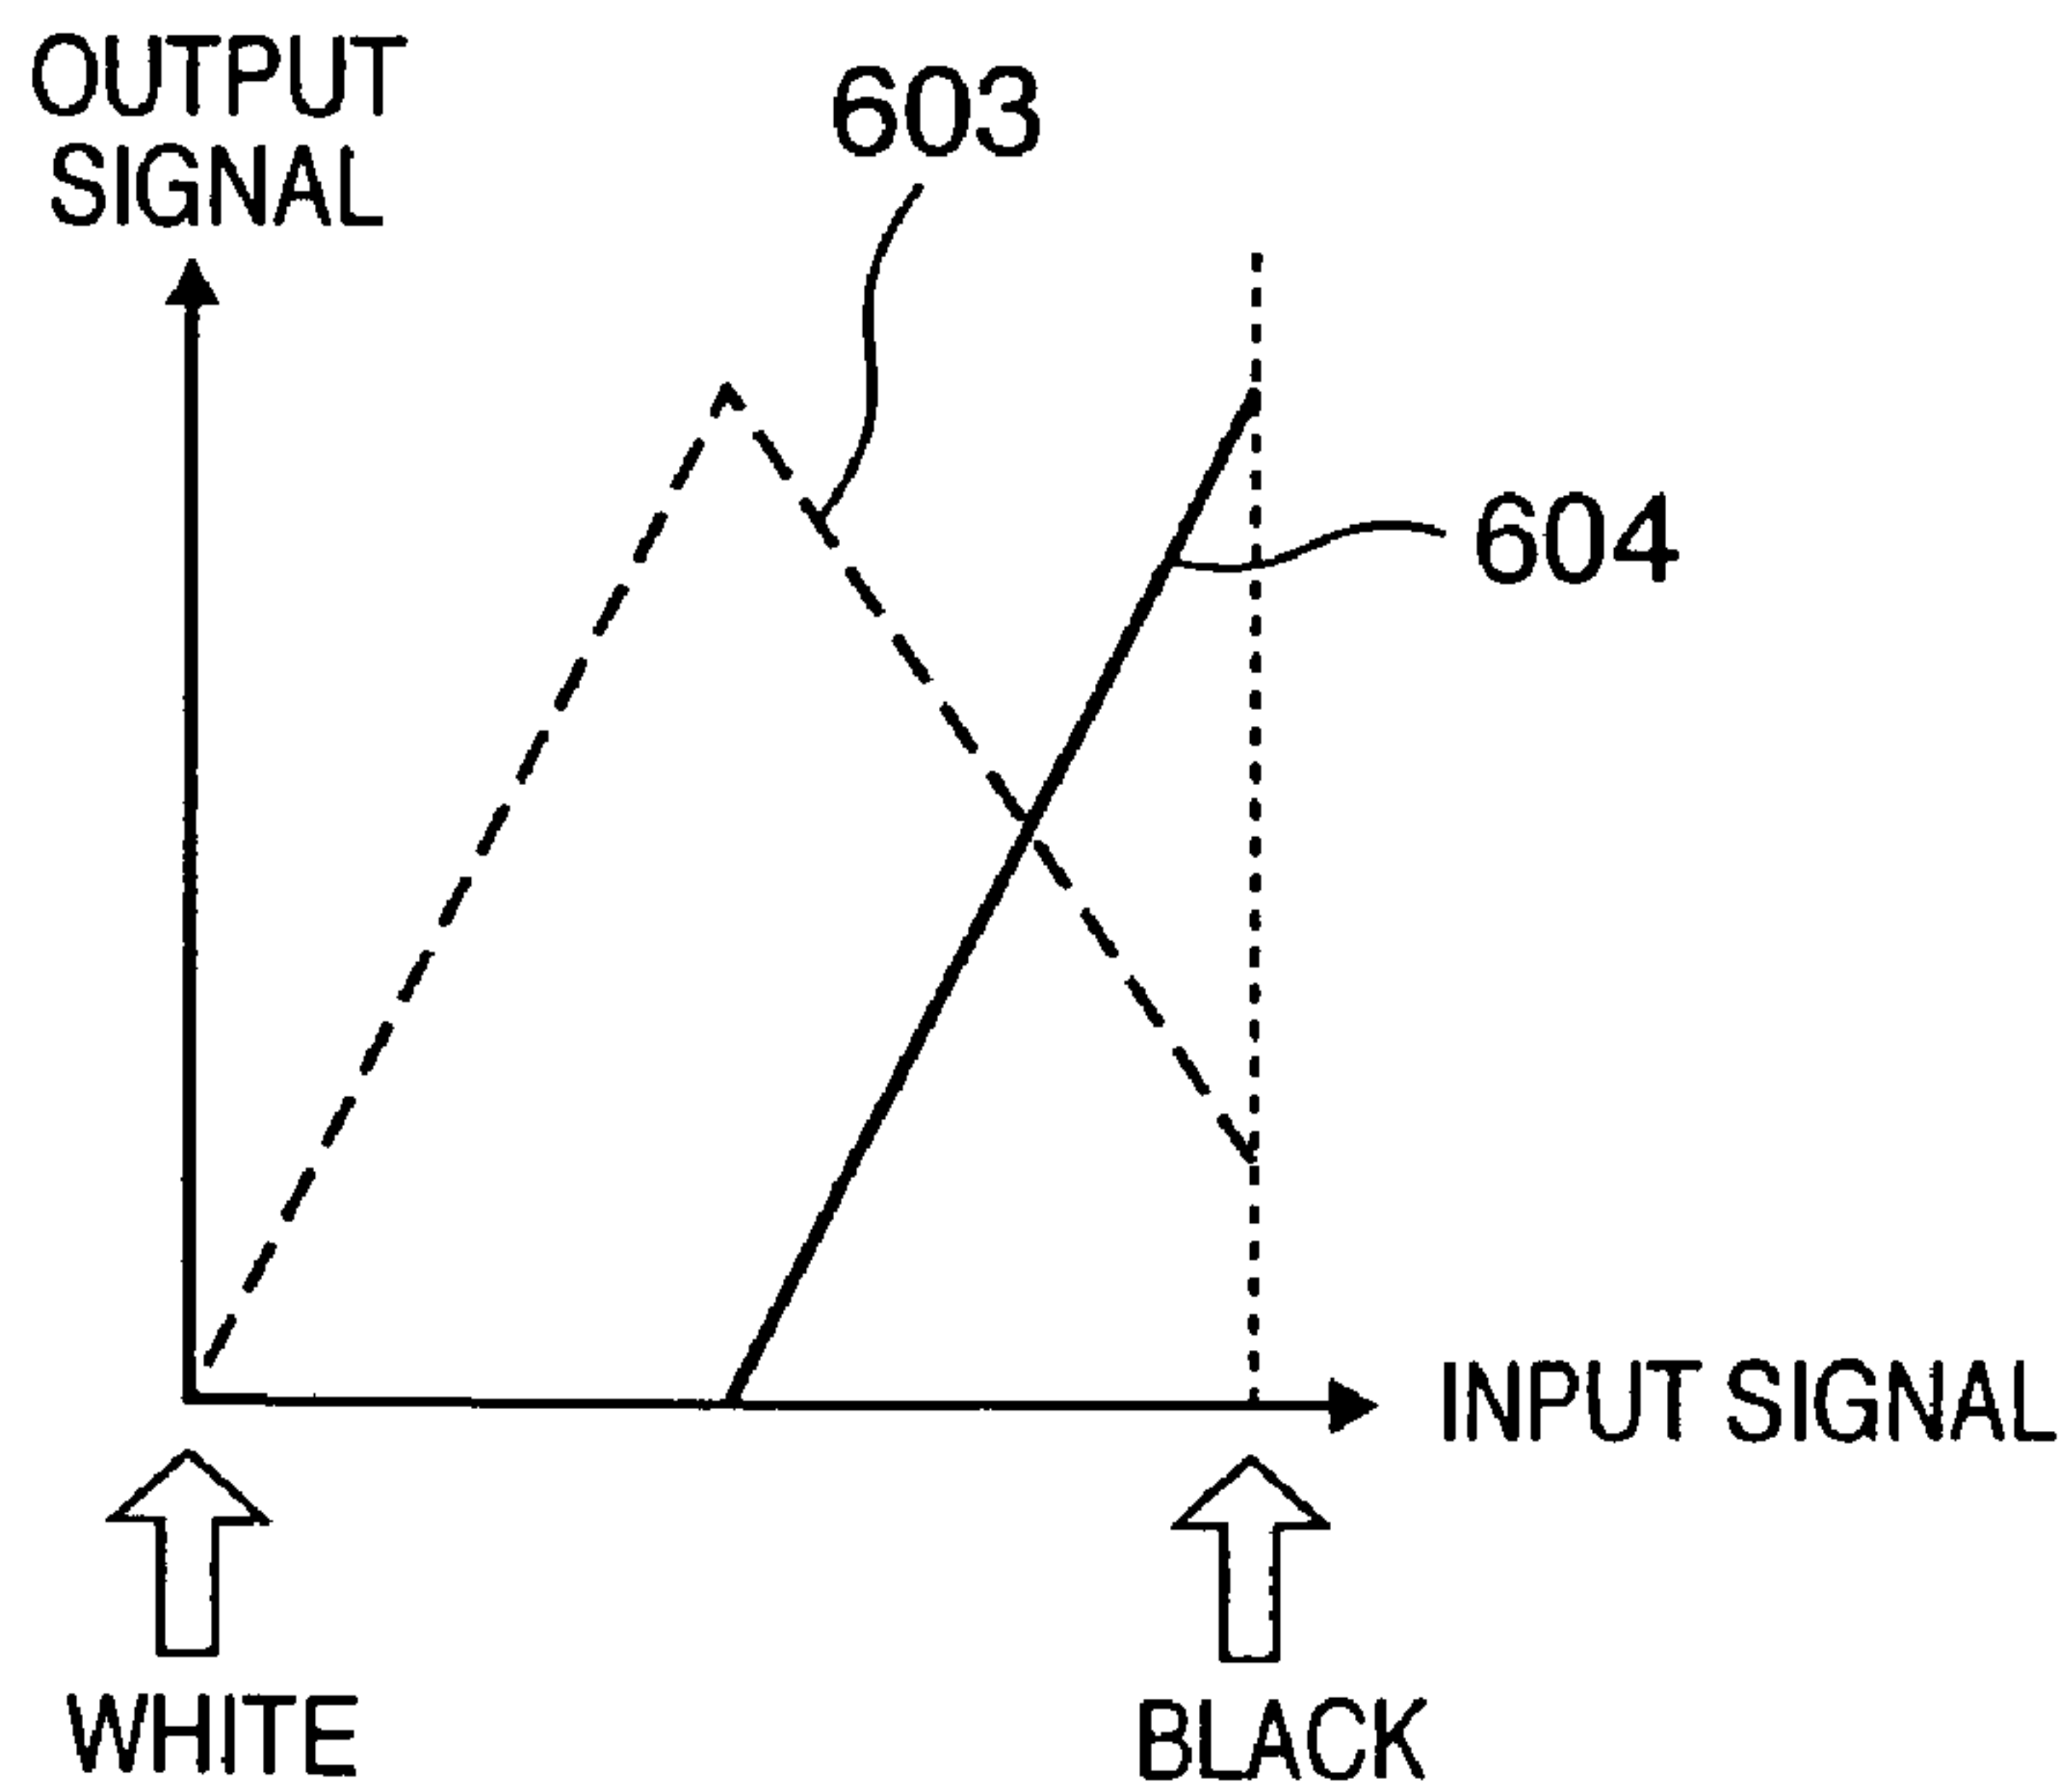 OUTPUT
SIGNAL
603
604
INPUT SIGNAL
WHITE
BLACK